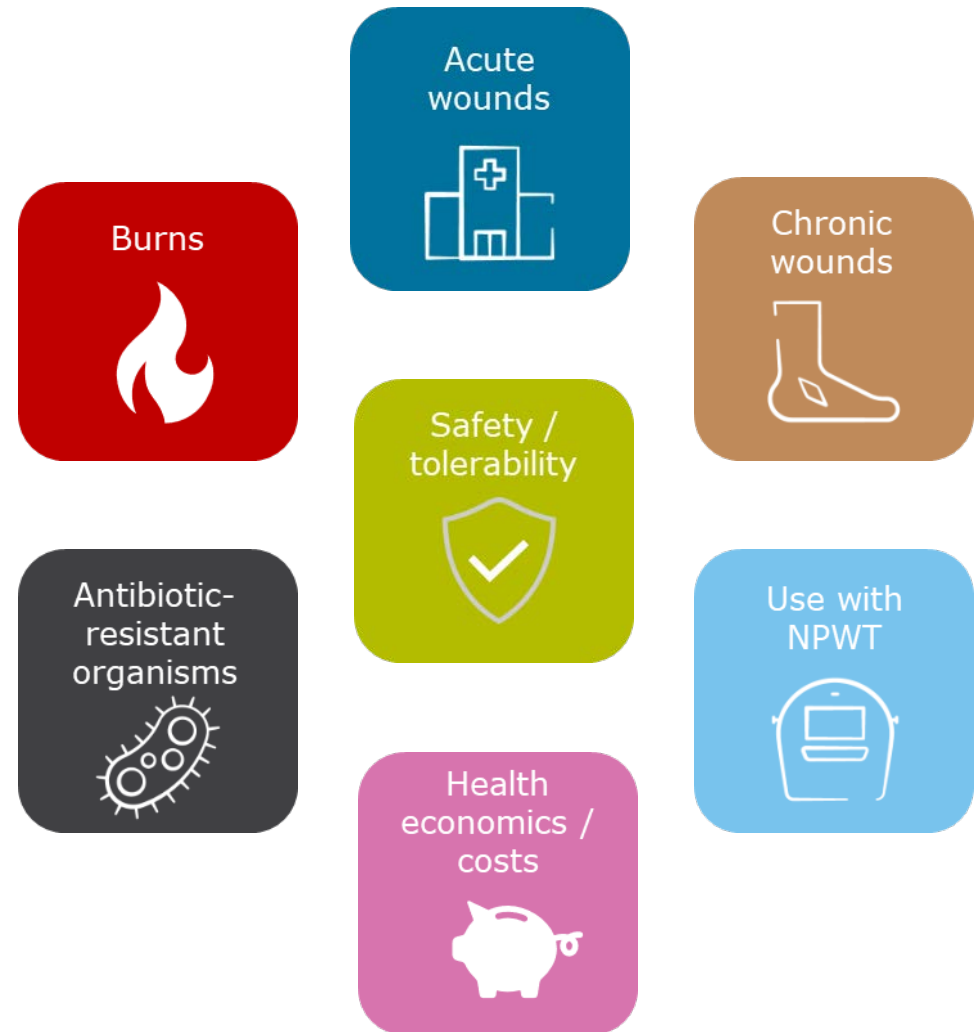 Acute
wounds
Burns
Chronic
wounds
Safety /
tolerability
Antibiotic-
resistant
organisms
Use with
NPWT
Health
economics /
costs